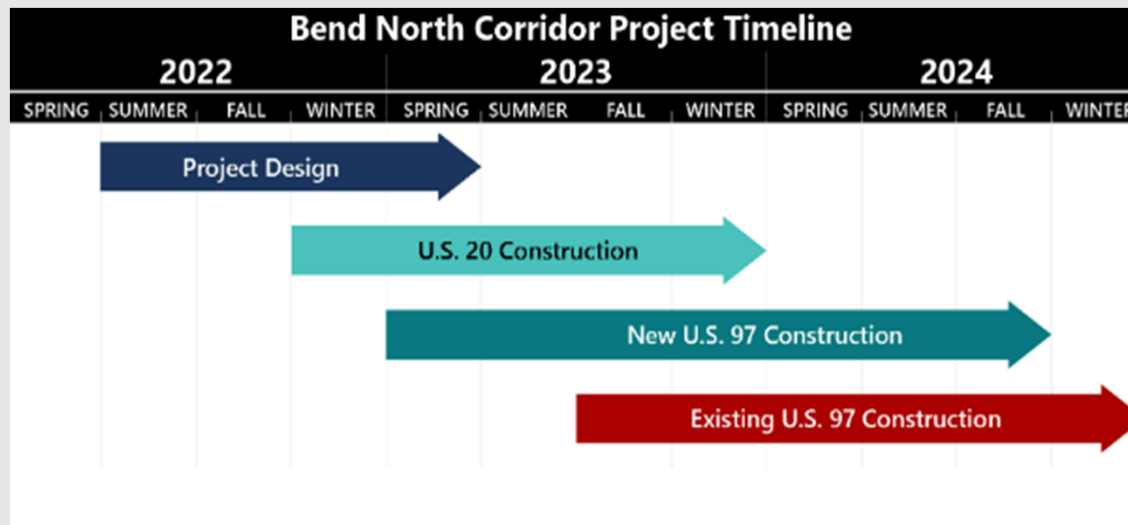 Bend North Corridor Project Timeline
2022 2023 2024
SPRING SUMMER FALL WINTER SPRING SUMMER FALL WINTER SPRING SUMMER FALL WINTER
Project Design
U.S. 20 Construction
New U.S. 97 Construction
Existing U.S. 97 Construction